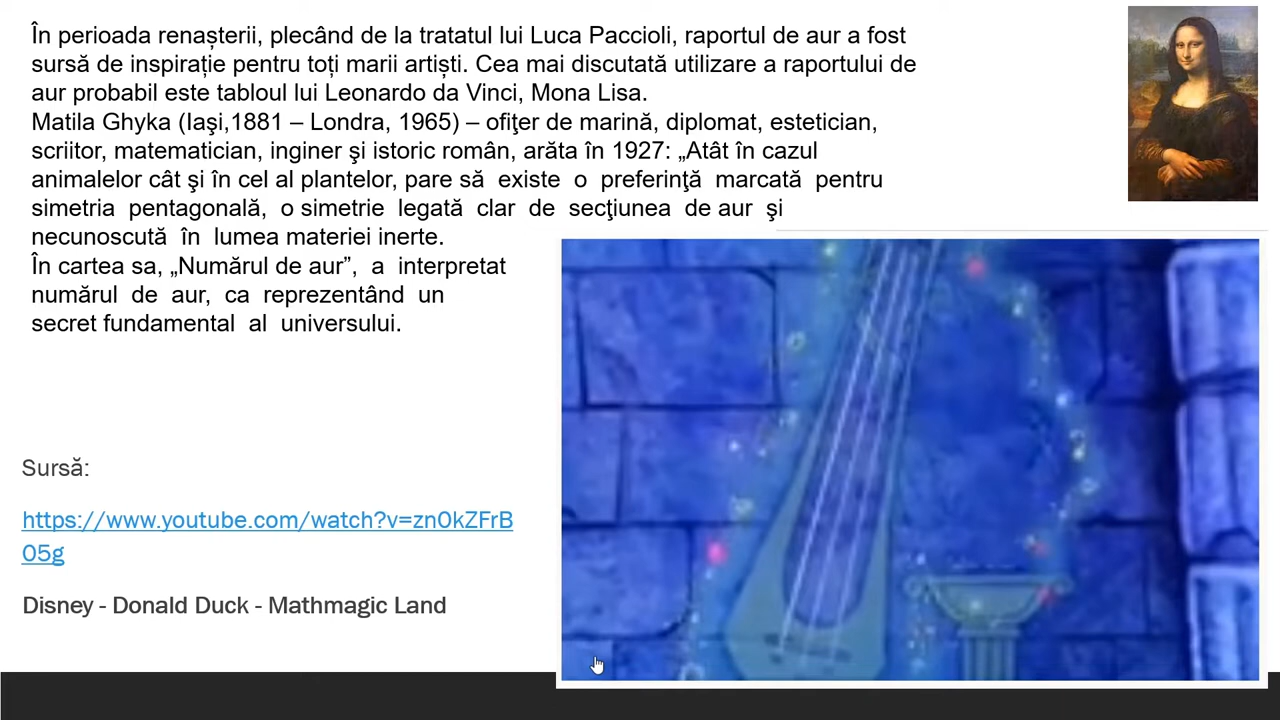 În perioada renașterii, plecând de la tratatul lui Luca Paccioli, raportul de aur a fost
sursă de inspirație pentru toți marii artiști. Cea mai discutată utilizare a raportului de
aur probabil este tabloul lui Leonardo da Vinci, Mona Lisa.
Matila Ghyka (Iaşi,1881 – Londra, 1965) – ofiţer de marină, diplomat, estetician,
scriitor, matematician, inginer şi istoric român, arăta în 1927: „Atât în cazul
animalelor cât şi în cel al plantelor, pare să existe o preferinţă marcată pentru
simetria pentagonală, o simetrie legată clar de secţiunea de aur şi
necunoscută în lumea materiei inerte.
În cartea sa, „Numărul de aur”, a interpretat
numărul de aur, ca reprezentând un
secret fundamental al universului.
Sursă:
https://www.youtube.com/watch?v=zn0kZFrB
05g
Disney - Donald Duck - Mathmagic Land